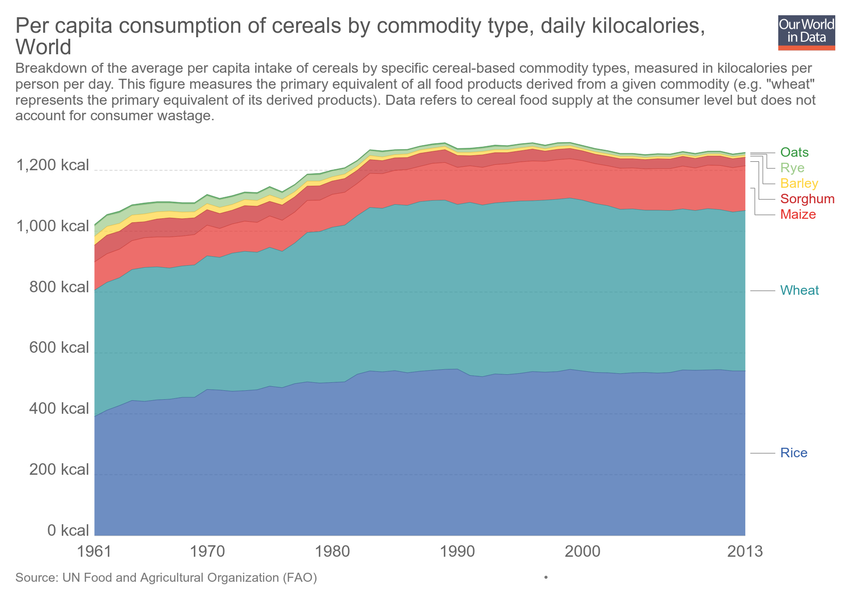 Per capita consumption of cereals by commodity type, daily kilocalories,
World
Our World
in Data
Breakdown of the average per capita intake of cereals by specific cereal-based commodity types, measured in kilocalories per
person per day. This figure measures the primary equivalent of all food products derived from a given commodity (e.g. "wheat"
represents the primary equivalent of its derived products). Data refers to cereal food supply at the consumer level but does not
account for consumer wastage.
1,200 kcal
1,000 kcal
800 kcal
600 kcal
400 kcal
200 kcal
0 kcal
Oats
Rye
Barley
Sorghum
Maize
Wheat
Rice
1961
1970
1980
1990
2000
2013
Source: UN Food and Agricultural Organization (FAO)
•